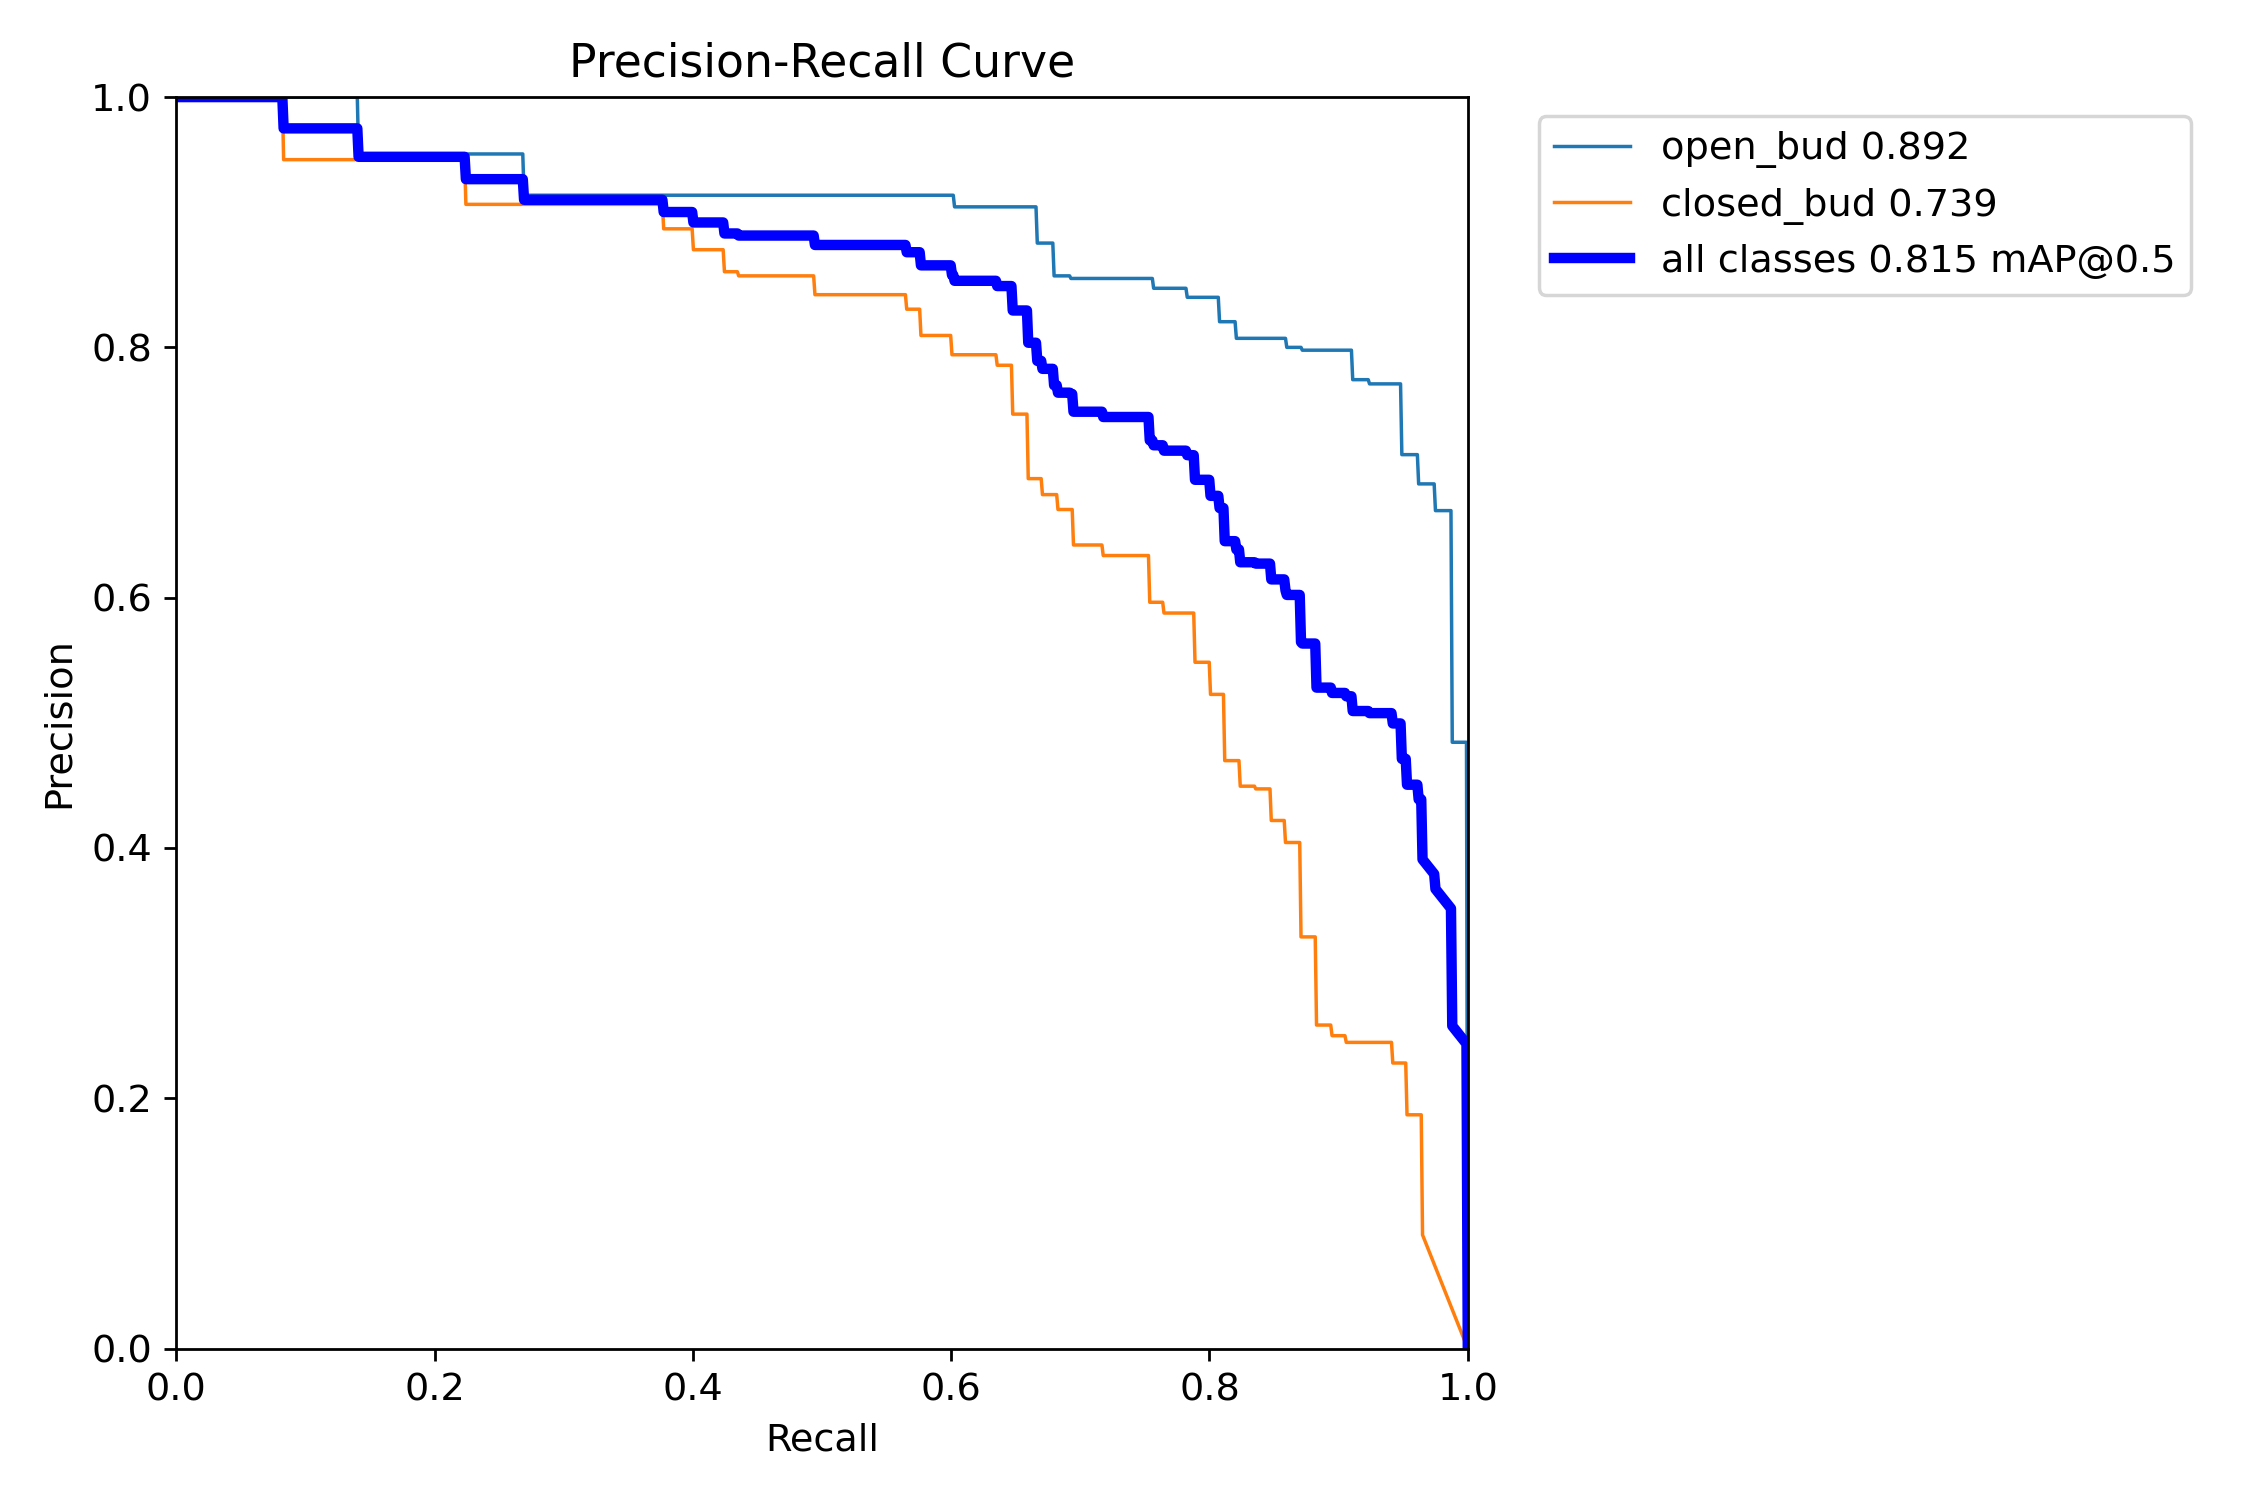 Precision-Recall Curve
1.0
0.8
0.6
0.4
0.2
0.0
Precision
0.0 0.2 0.4 0.6 0.8 1.0
Recall
open_bud 0.892
closed_bud 0.739
all classes 0.815 mAP@0.5